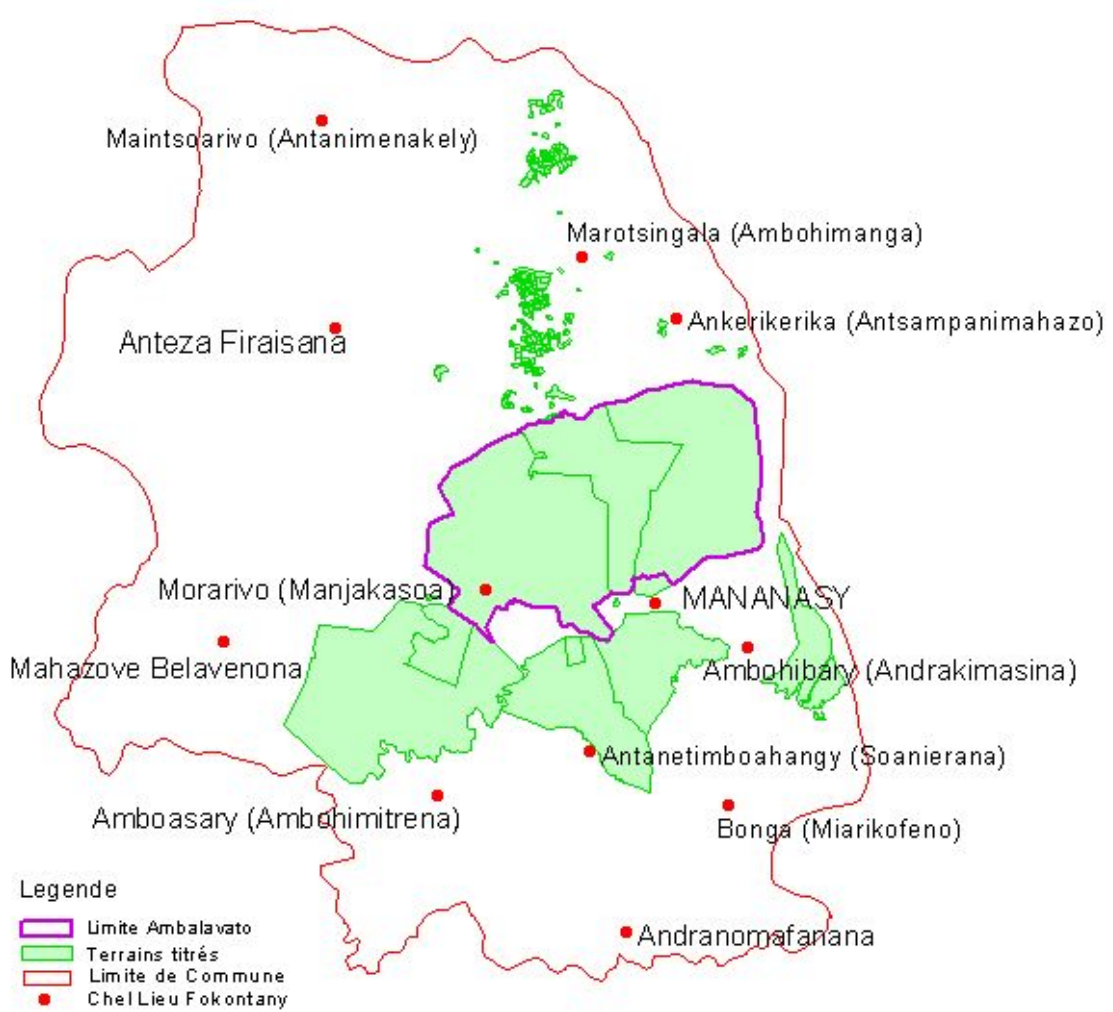 Maintsoarivo (Antanimenakely)
Marotsingala (Ambohimanga)
Ankerikerika (Antsampanimahazo)
Anteza Firaisana
Morarivo (Manjakasoa)
MANANASY
Mahazove Belavenona
Ambohibary (Andrakimasina)
Antanetimboahangy (Soanierana)
Amboasary (Ambohimitrena)
Bonga (Miarikofeno)
Andranomafanana
Legende
Limite Ambalavato
Terrains titrés
Limite de Commune
Chel Lieu Fokontany